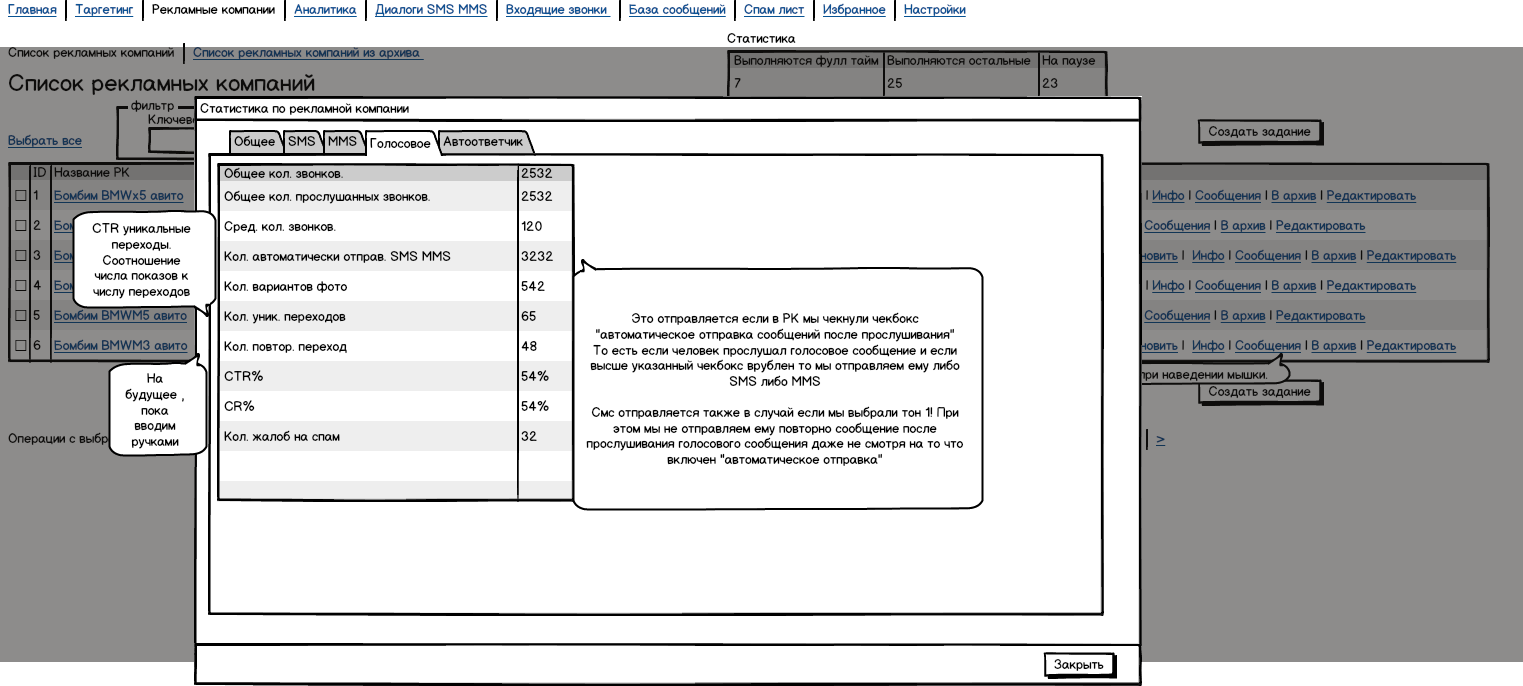 Главная Таргетинг Рекламные компании Аналитика Диалоги SMS MMS Входящие звонки База сообщений Спам лист Избранное Настройки
Статистика
Список рекламных компаний Список рекламных компаний из архива
Выполняются фулл тайм Выполняются остальные На паузе
7 25 23
Список рекламных компаний
фильтр
Ключев
Выбрать все
Создать задание
ID Название РК
1 Бомбим BMWx5 авито
I Инфо I Сообщения I В архив I Редактировать
2 Бо
Сообщения I В архив I Редактировать
3 Бо
новить I Инфо I Сообщения I В архив I Редактировать
4 Бо
I Инфо I Сообщения I В архив I Редактировать
5 Бомбим BMWM5 авито
Сообщения I В архив I Редактировать
6 Бомбим BMWM3 авито
новить I Инфо I Сообщения I В архив I Редактировать
при наведении мышки.
Создать задание
Операции с выбр
>
Статистика по рекламной компании
Общее SMS MMS Голосовое Автоответчик
Общее кол. звонков. 2532
Общее кол. прослушанных звонков. 2532
Сред. кол. звонков. 120
Кол. автоматически отправ. SMS MMS 3232
Кол. вариантов фото 542
Кол. уник. переходов 65
Кол. повтор. переход 48
CTR% 54%
CR% 54%
Кол. жалоб на спам 32
CTR уникальные
переходы.
Соотношение
числа показов к
числу переходов
На
будущее ,
пока
вводим
ручками
Это отправляется если в РК мы чекнули чекбокс
"автоматическое отправка сообщений после прослушивания"
То есть если человек прослушал голосовое сообщение и если
высше указанный чекбокс врублен то мы отправляем ему либо
SMS либо MMS
Смс отправляется также в случай если мы выбрали тон 1! При
этом мы не отправляем ему повторно сообщение после
прослушивания голосового сообщения даже не смотря на то что
включен "автоматическое отправка"
Закрыть